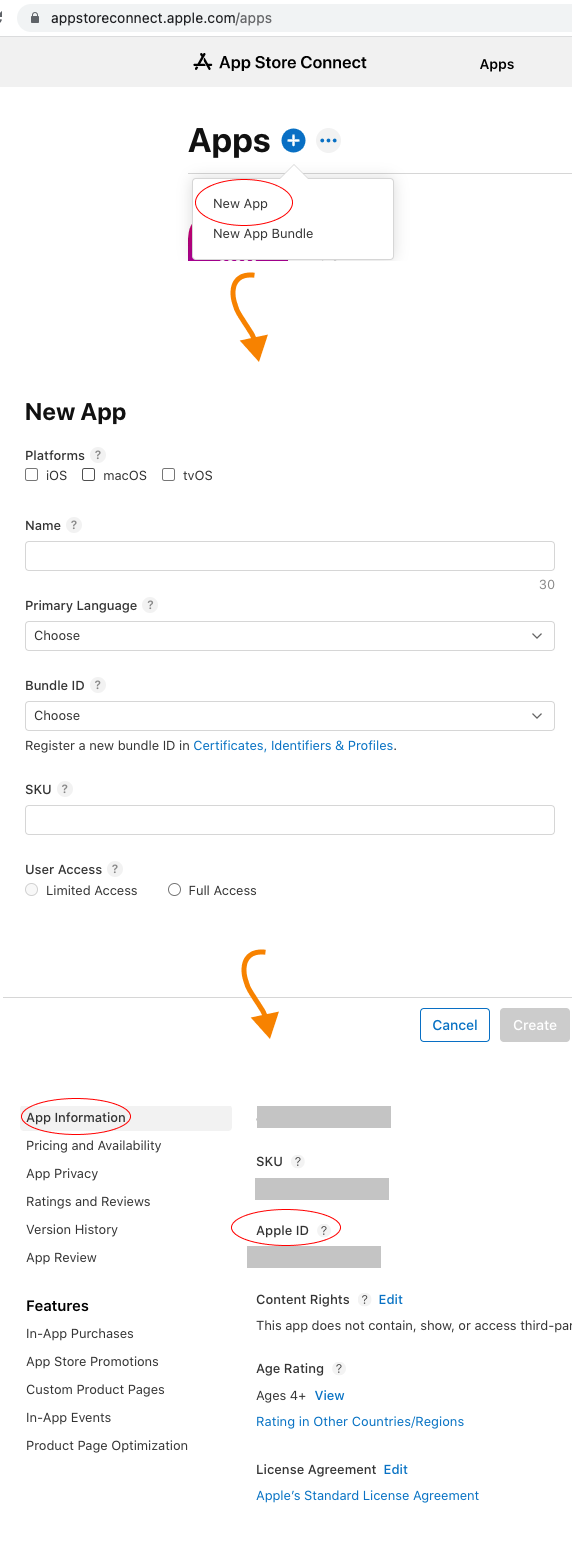 appstoreconnect.apple.com/apps
App Store Connect Apps
Apps
New App
New App Bundle
New App
Platforms ?
iOS macOS tvOS
Name ?
30
Primary Language ?
Choose
Bundle ID ?
Choose
Register a new bundle ID in Certificates, Identifiers & Profiles.
SKU ?
User Access ?
Limited Access Full Access
Cancel Create
App Information
Pricing and Availability
App Privacy
Ratings and Reviews
Version History
App Review
Features
In-App Purchases
App Store Promotions
Custom Product Pages
In-App Events
Product Page Optimization
SKU ?
Apple ID ?
Content Rights ? Edit
This app does not contain, show, or access third-par
Age Rating ?
Ages 4+ View
Rating in Other Countries/Regions
License Agreement Edit
Apple's Standard License Agreement